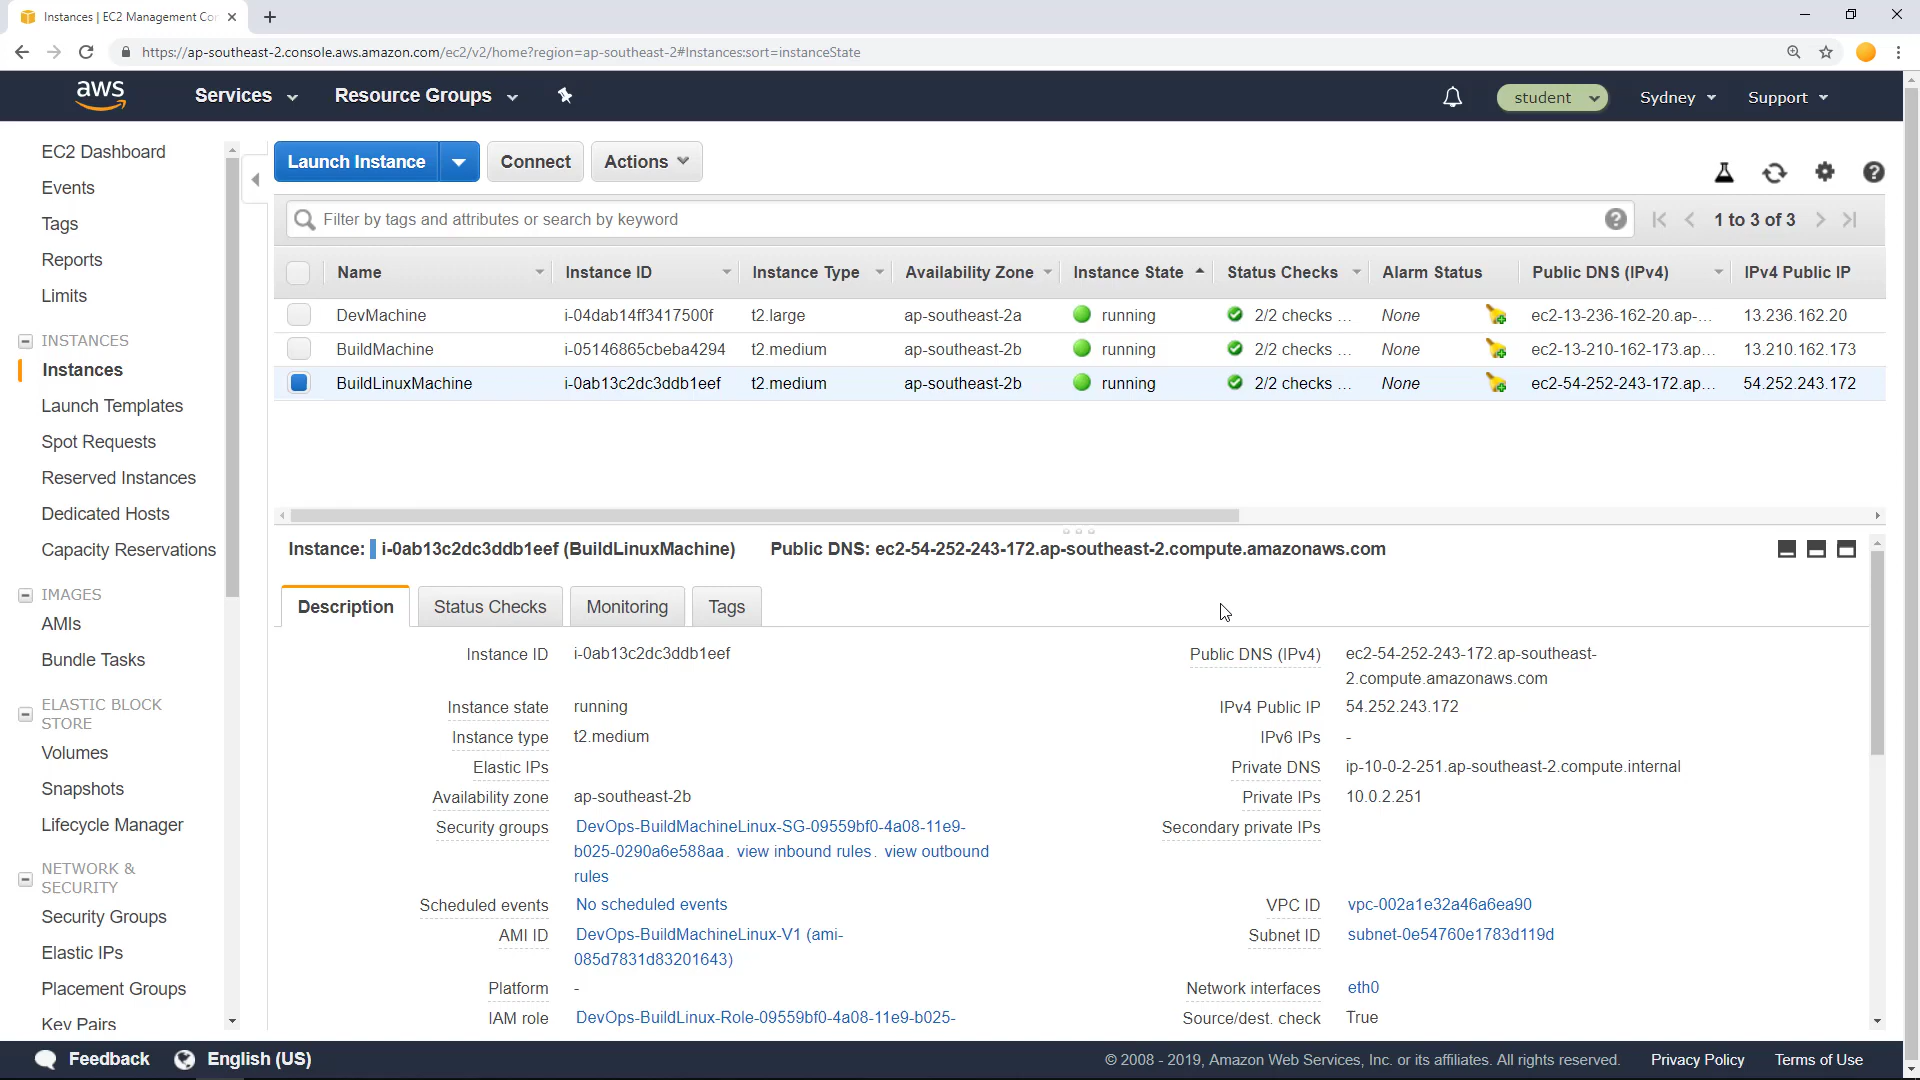 Instances | EC2 Management Con
https://ap-southeast-2.console.aws.amazon.com/ec2/v2/home?region=ap-southeast-2#Instances:sort=instanceState
aws
Services
Resource Groups
student
Sydney
Support
EC2 Dashboard
Events
Tags
Reports
Limits
INSTANCES
Instances
Launch Templates
Spot Requests
Reserved Instances
Dedicated Hosts
Capacity Reservations
IMAGES
AMIs
Bundle Tasks
ELASTIC BLOCK
STORE
Volumes
Snapshots
Lifecycle Manager
NETWORK &
SECURITY
Security Groups
Elastic IPs
Placement Groups
Key Pairs
Launch Instance
Connect
Actions
Filter by tags and attributes or search by keyword
1 to 3 of 3
Name Instance ID Instance Type Availability Zone Instance State Status Checks Alarm Status Public DNS (IPv4) IPv4 Public IP
DevMachine i-04dab14ff3417500f t2.large ap-southeast-2a running 2/2 checks ... None ec2-13-236-162-20.ap-... 13.236.162.20
BuildMachine i-05146865cbeba4294 t2.medium ap-southeast-2b running 2/2 checks ... None ec2-13-210-162-173.ap... 13.210.162.173
BuildLinuxMachine i-0ab13c2dc3ddb1eef t2.medium ap-southeast-2b running 2/2 checks ... None ec2-54-252-243-172.ap... 54.252.243.172
Instance: i-0ab13c2dc3ddb1eef (BuildLinuxMachine) Public DNS: ec2-54-252-243-172.ap-southeast-2.compute.amazonaws.com
Description
Status Checks
Monitoring
Tags
Instance ID i-0ab13c2dc3ddb1eef
Instance state running
Instance type t2.medium
Elastic IPs
Availability zone ap-southeast-2b
Security groups DevOps-BuildMachineLinux-SG-09559bf0-4a08-11e9-
b025-0290a6e588aa. view inbound rules. view outbound
rules
Scheduled events No scheduled events
AMI ID DevOps-BuildMachineLinux-V1 (ami-
085d7831d83201643)
Platform -
IAM role DevOps-BuildLinux-Role-09559bf0-4a08-11e9-b025-
Public DNS (IPv4) ec2-54-252-243-172.ap-southeast-
2.compute.amazonaws.com
IPv4 Public IP 54.252.243.172
IPv6 IPs -
Private DNS ip-10-0-2-251.ap-southeast-2.compute.internal
Private IPs 10.0.2.251
Secondary private IPs
VPC ID vpc-002a1e32a46a6ea90
Subnet ID subnet-0e54760e1783d119d
Network interfaces eth0
Source/dest. check True
Feedback
English (US)
© 2008 - 2019, Amazon Web Services, Inc. or its affiliates. All rights reserved.
Privacy Policy
Terms of Use